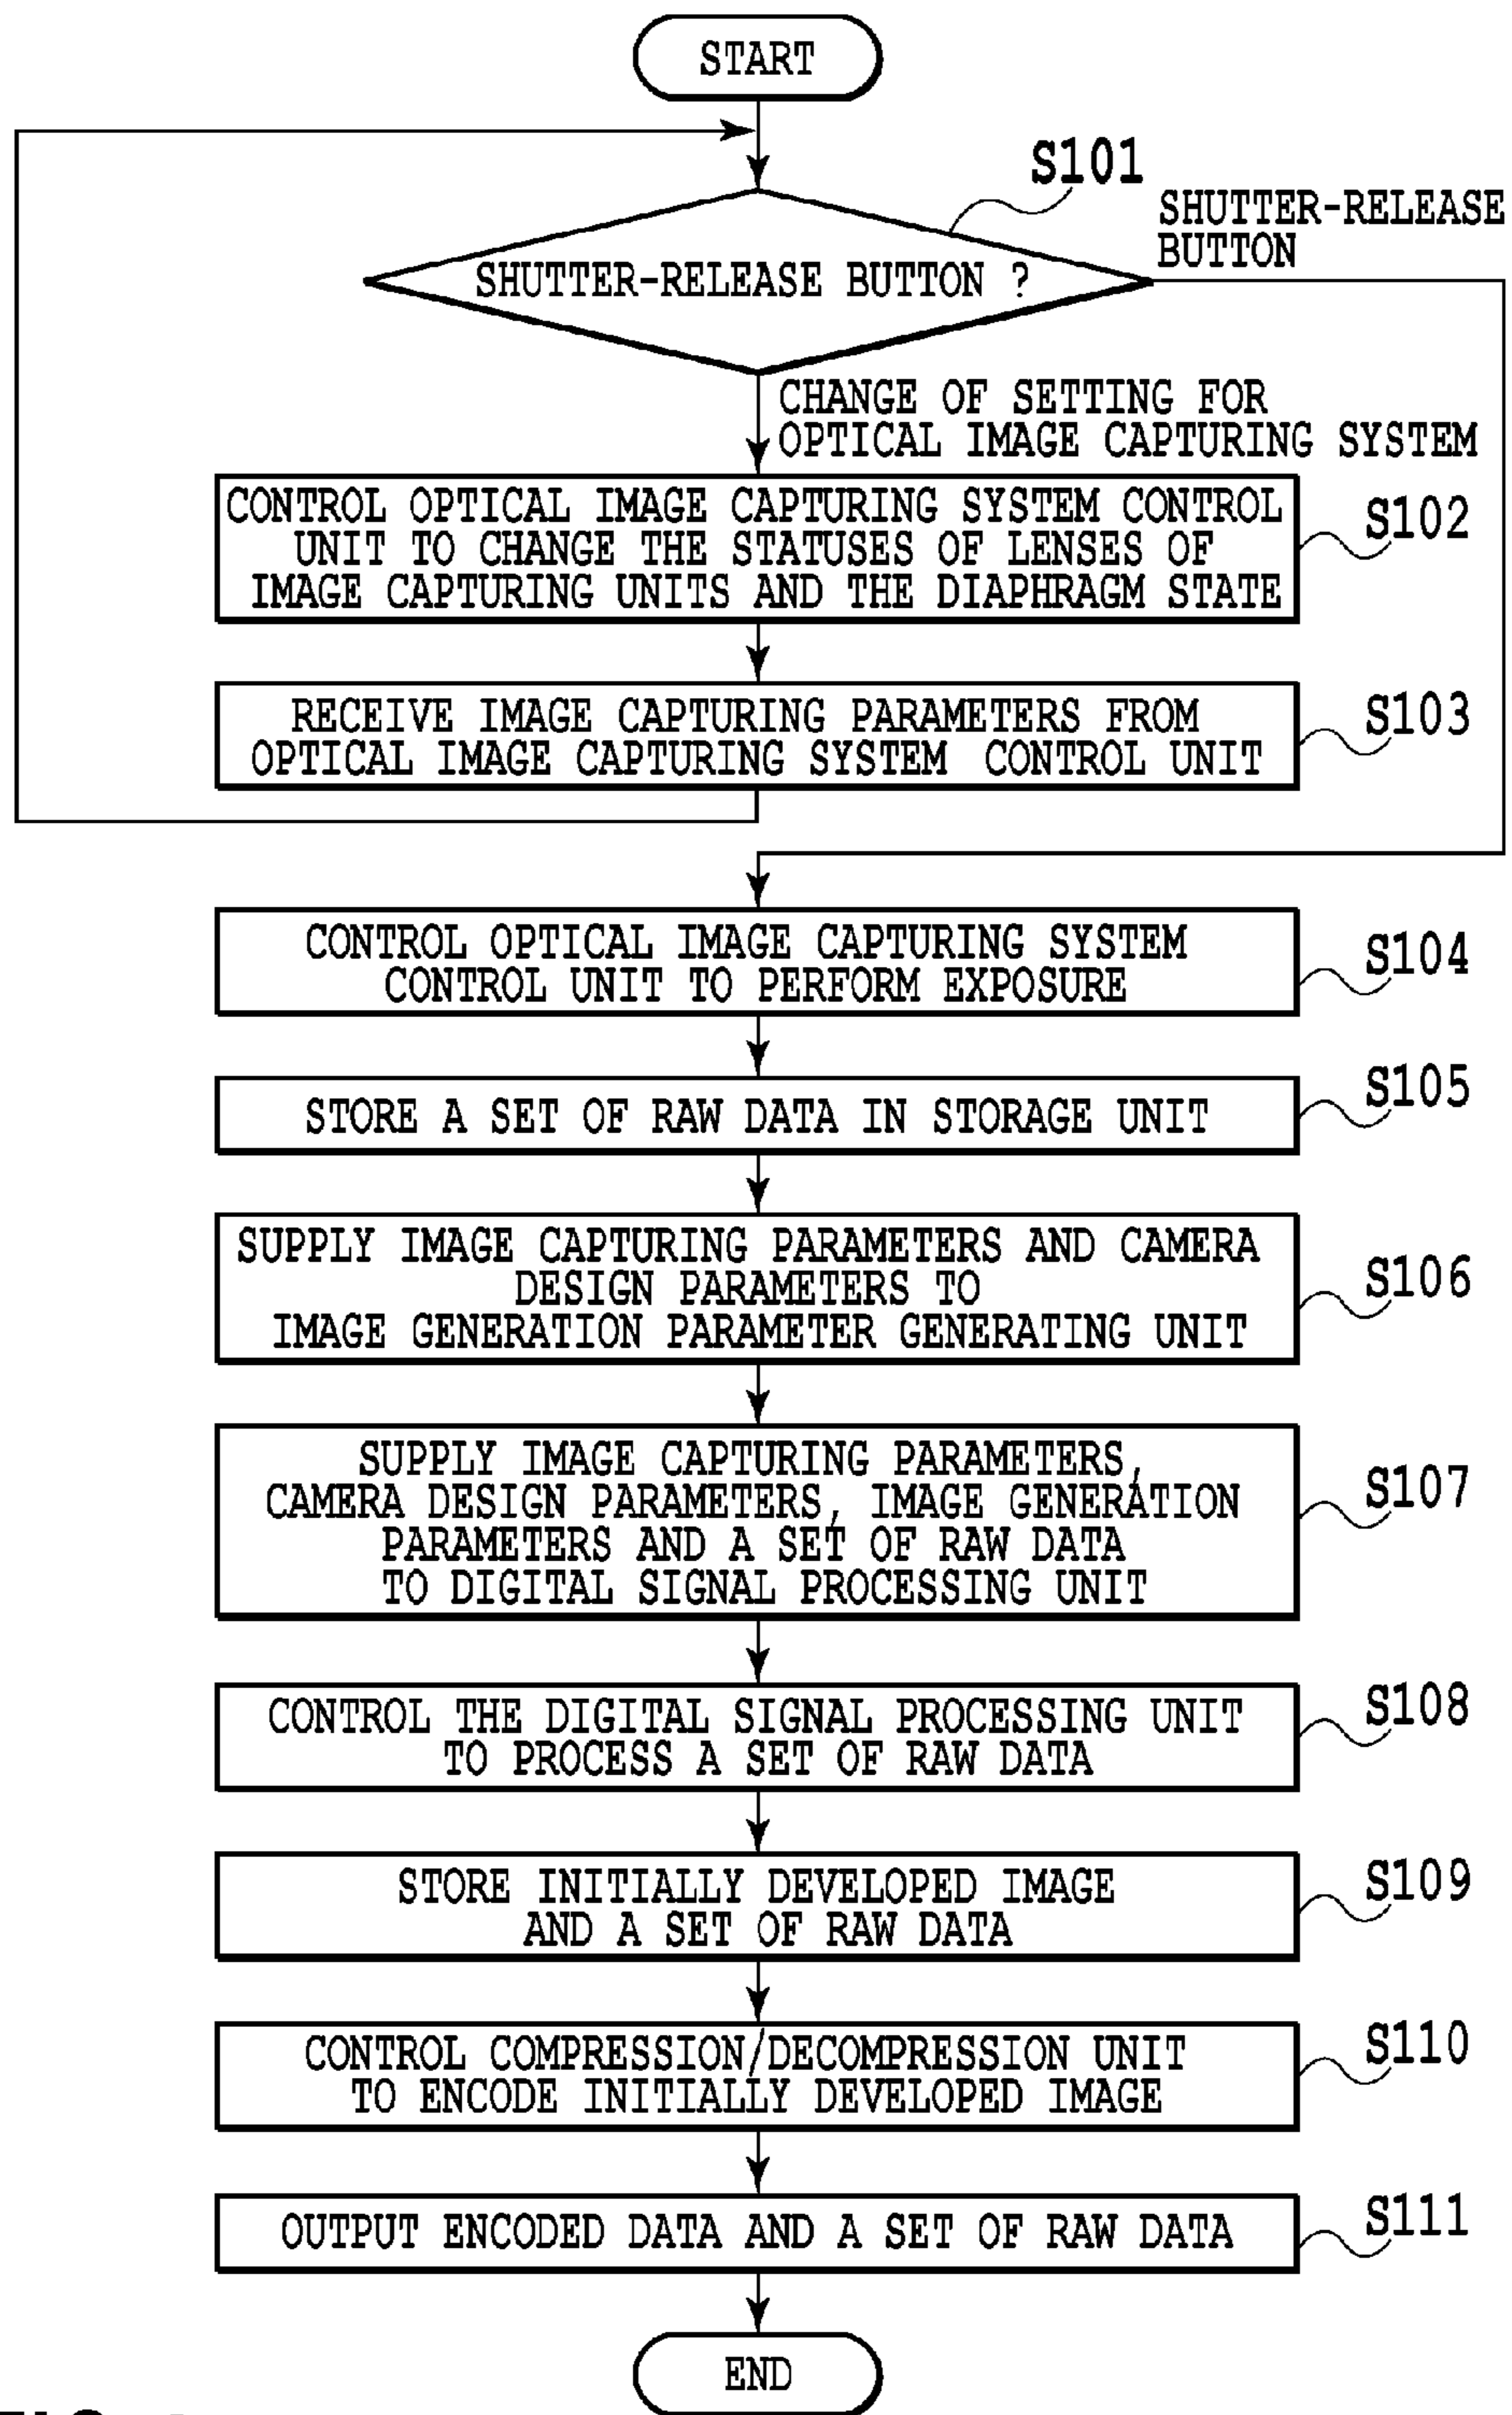 START
S101
SHUTTER-RELEASE
BUTTON
SHUTTER-RELEASE BUTTON ?
CHANGE OF SETTING FOR
OPTICAL IMAGE CAPTURING SYSTEM
CONTROL OPTICAL IMAGE CAPTURING SYSTEM CONTROL
UNIT TO CHANGE THE STATUSES OF LENSES OF
IMAGE CAPTURING UNITS AND THE DIAPHRAGM STATE
S102
RECEIVE IMAGE CAPTURING PARAMETERS FROM
OPTICAL IMAGE CAPTURING SYSTEM CONTROL UNIT
S103
CONTROL OPTICAL IMAGE CAPTURING SYSTEM
CONTROL UNIT TO PERFORM EXPOSURE
S104
STORE A SET OF RAW DATA IN STORAGE UNIT
S105
SUPPLY IMAGE CAPTURING PARAMETERS AND CAMERA
DESIGN PARAMETERS TO
IMAGE GENERATION PARAMETER GENERATING UNIT
S106
SUPPLY IMAGE CAPTURING PARAMETERS,
CAMERA DESIGN PARAMETERS, IMAGE GENERATION
PARAMETERS AND A SET OF RAW DATA
TO DIGITAL SIGNAL PROCESSING UNIT
S107
CONTROL THE DIGITAL SIGNAL PROCESSING UNIT
TO PROCESS A SET OF RAW DATA
S108
STORE INITIALLY DEVELOPED IMAGE
AND A SET OF RAW DATA
S109
CONTROL COMPRESSION/DECOMPRESSION UNIT
TO ENCODE INITIALLY DEVELOPED IMAGE
S110
OUTPUT ENCODED DATA AND A SET OF RAW DATA
S111
END